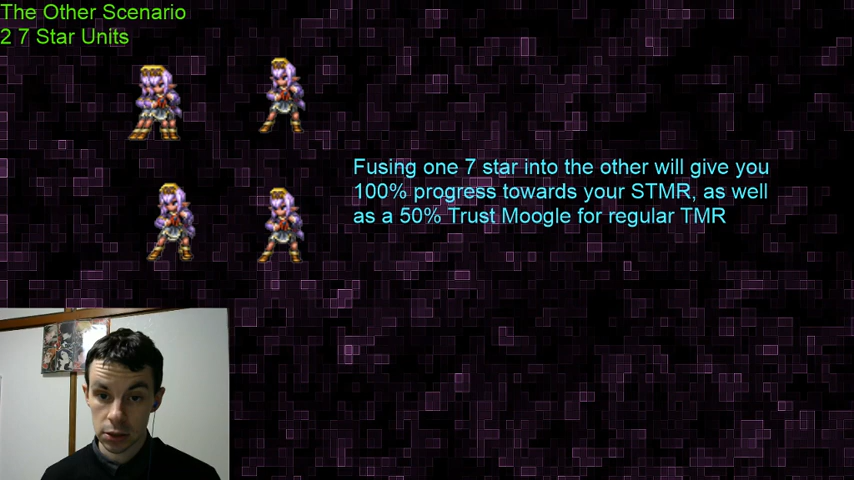 The Other Scenario
2 7 Star Units
Fusing one 7 star into the other will give you
100% progress towards your STMR, as well
as a 50% Trust Moogle for regular TMR